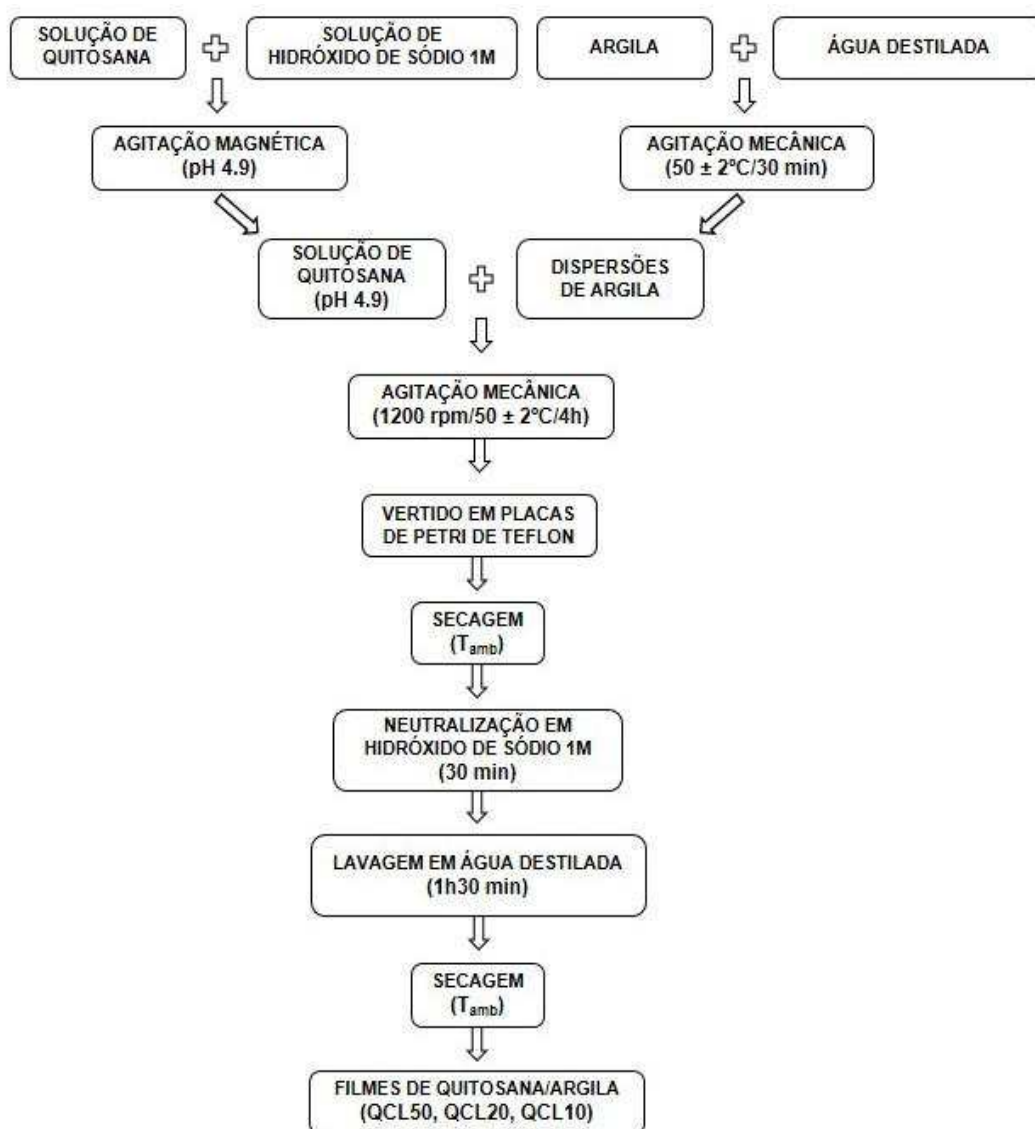 SOLUÇÃO DE
QUITOSANA
SOLUÇÃO DE
HIDRÓXIDO DE SÓDIO 1M
ARGILA
ÁGUA DESTILADA
AGITAÇÃO MAGNÉTICA
(pH 4.9)
AGITAÇÃO MECÂNICA
(50 ± 2ºC/30 min)
SOLUÇÃO DE
QUITOSANA
(pH 4.9)
DISPERSÕES
DE ARGILA
AGITAÇÃO MECÂNICA
(1200 rpm/50 ± 2ºC/4h)
VERTIDO EM PLACAS
DE PETRI DE TEFLON
SECAGEM
(Tamb)
NEUTRALIZAÇÃO EM
HIDRÓXIDO DE SÓDIO 1M
(30 min)
LAVAGEM EM ÁGUA DESTILADA
(1h30 min)
SECAGEM
(Tamb)
FILMES DE QUITOSANA/ARGILA
(QCL50, QCL20, QCL10)